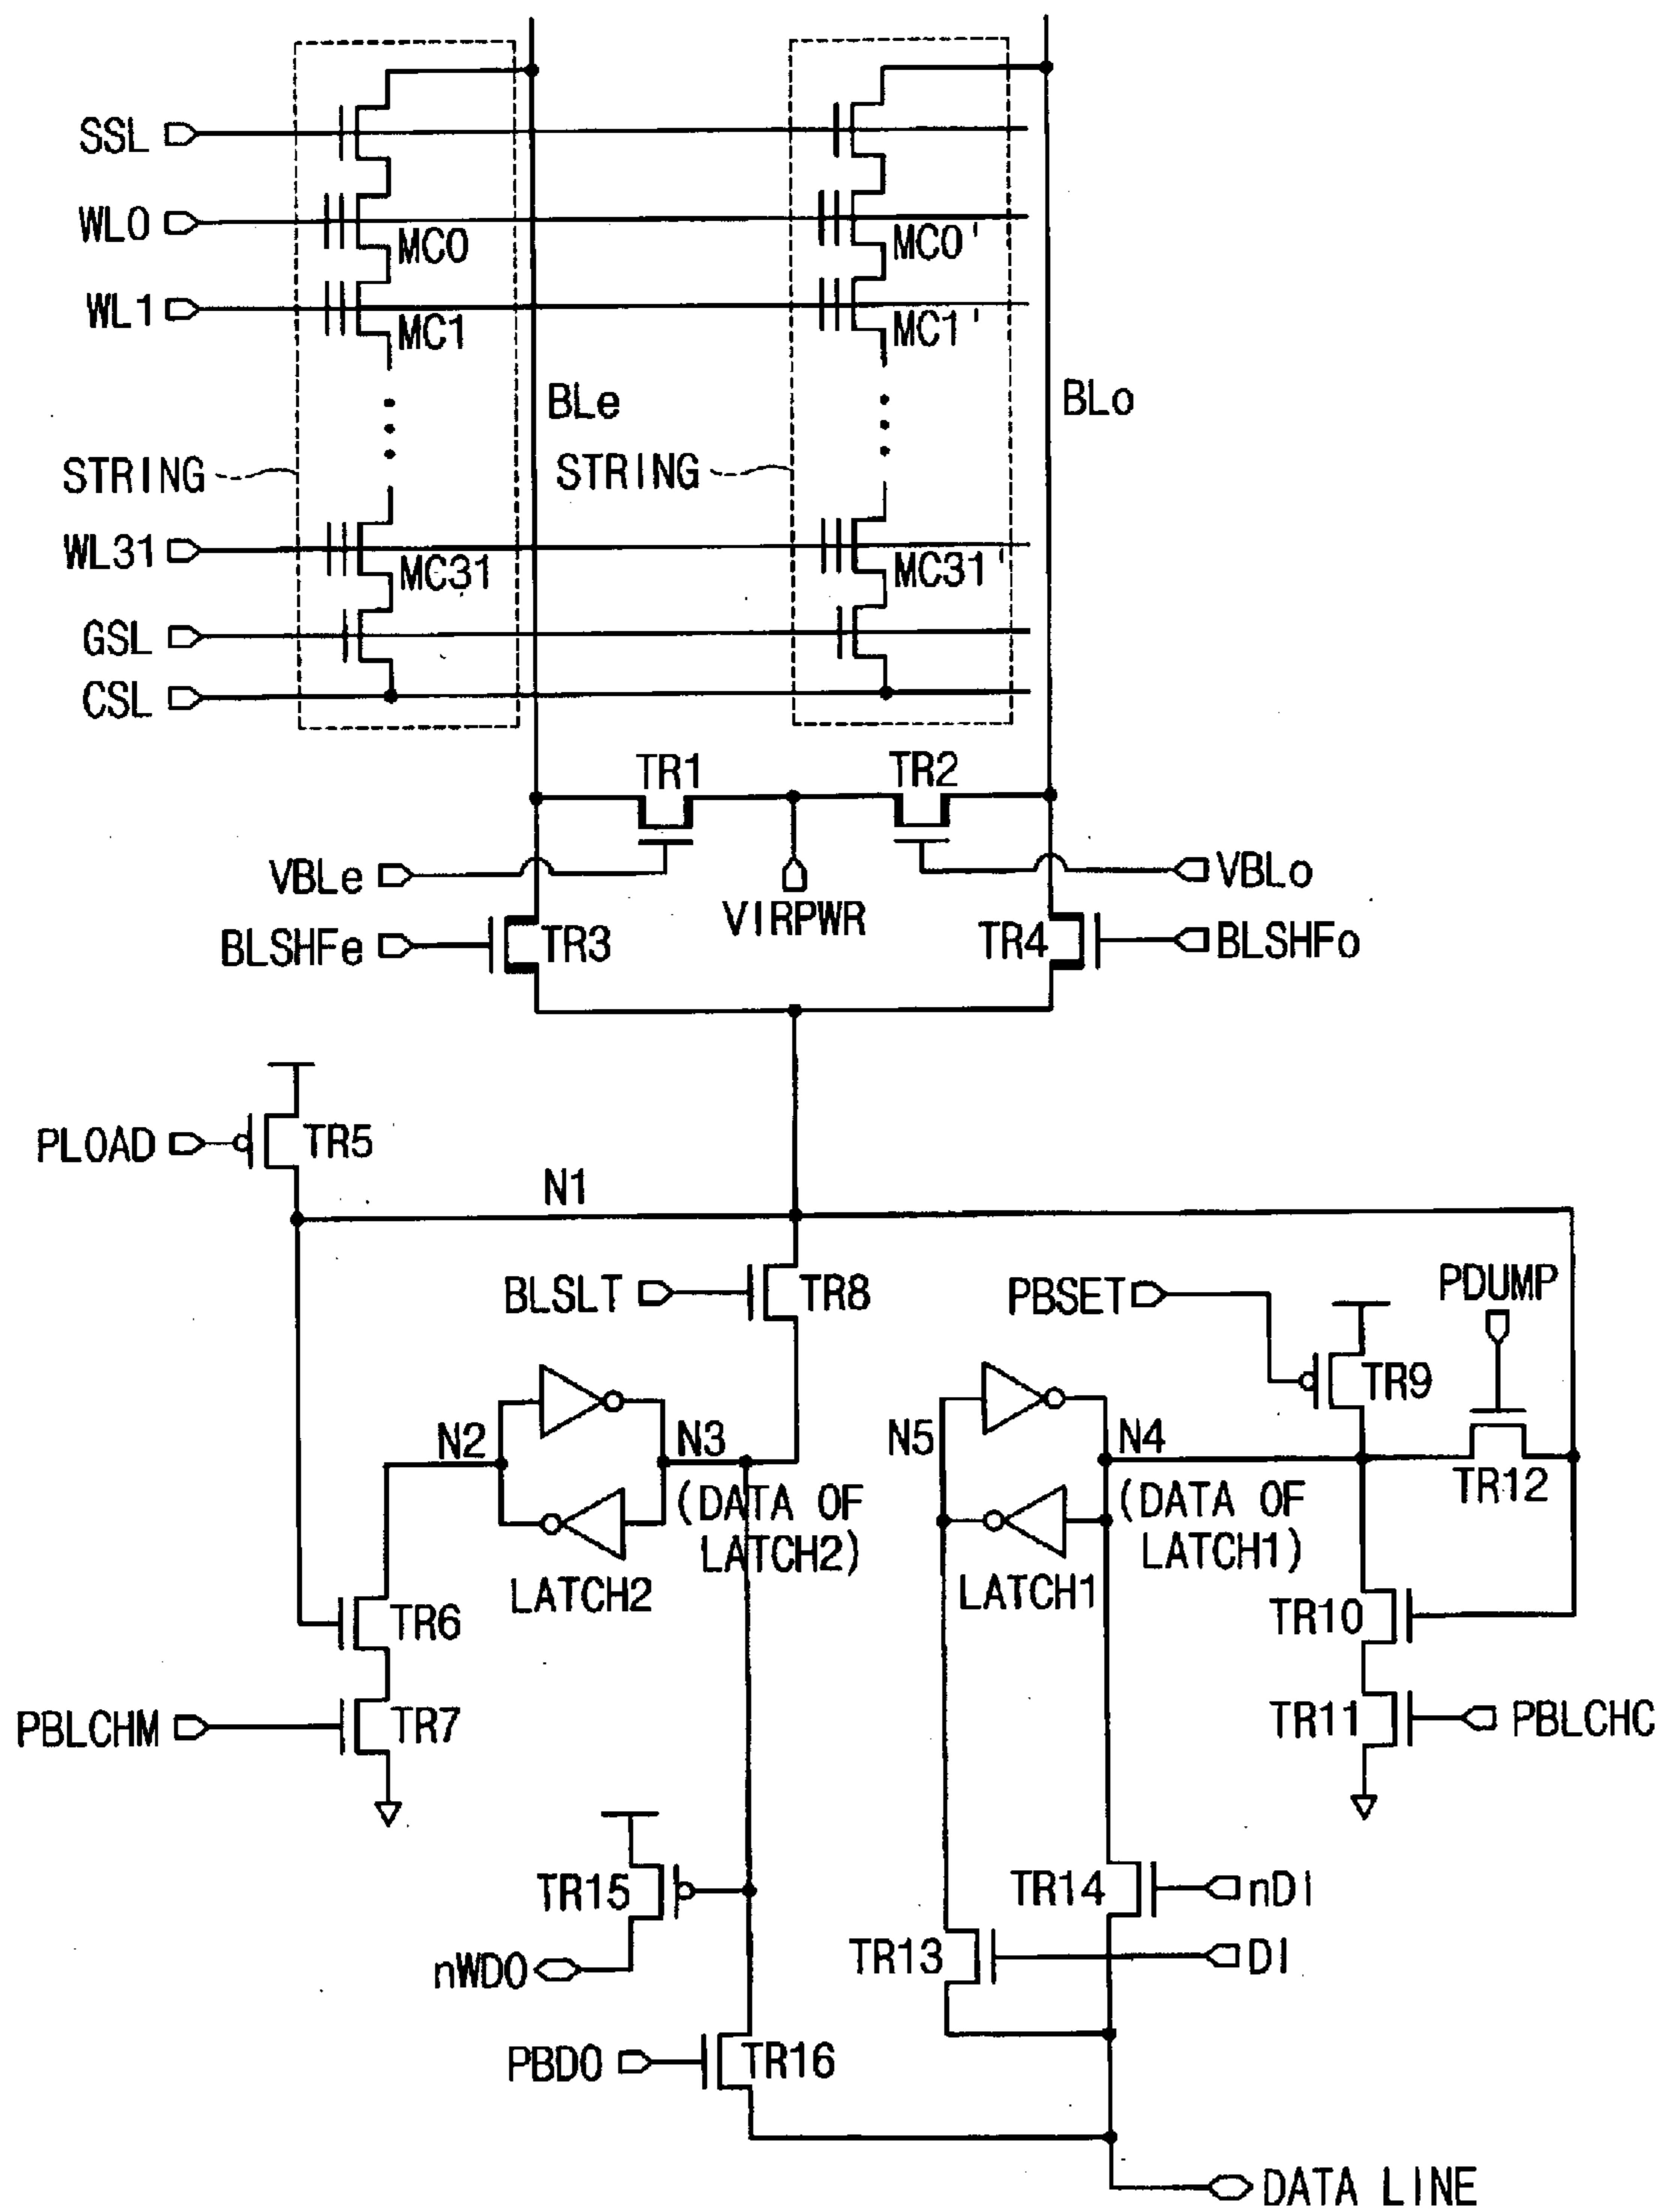 SSL
WL0
MC0
MC0'
WL1
MC1
MC1'
BLe
BLo
STRING
STRING
WL31
MC31
MC31'
GSL
CSL
TR1
TR2
VBLe
VIRPWR
VBLo
BLSHFe
TR3
TR4
BLSHFo
PLOAD
TR5
N1
BLSLT
TR8
PBSET
PDUMP
TR9
N2
N3
N5
N4
TR12
(DATA OF
LATCH2)
(DATA OF
LATCH1)
LATCH2
LATCH1
TR6
TR10
PBLCHM
TR7
TR11
PBLCHC
TR15
TR14
nDI
nWDO
TR13
DI
PBDO
TR16
DATA LINE